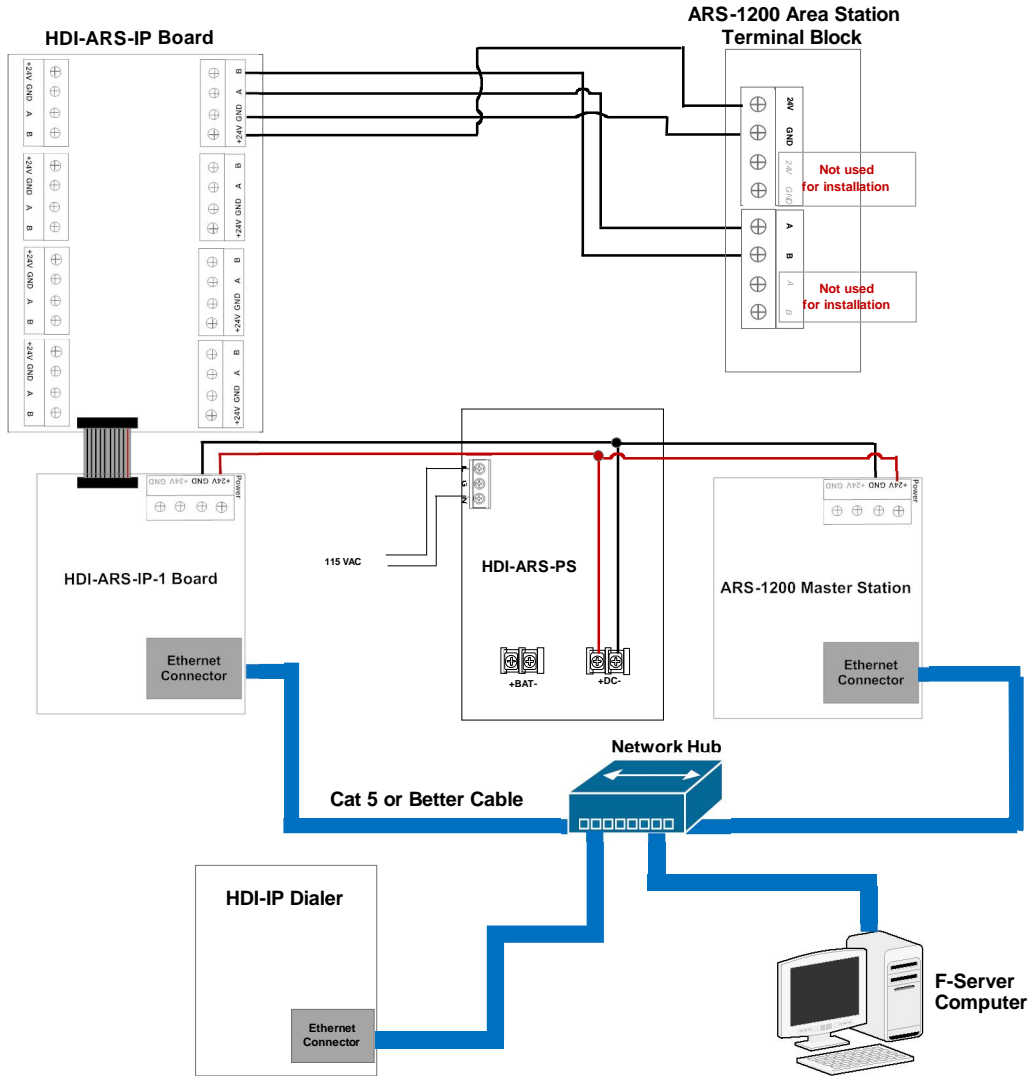 ARS-1200 Area Station
Terminal Block
HDI-ARS-IP Board
+24V GND A B
B A GND +24V
+24V GND A B
B A GND +24V
+24V GND A B
B A GND +24V
+24V GND A B
B A GND +24V
24V
GND
24V
GND
Not used
for installation
A
B
A
B
Not used
for installation
Power
GND +24V GND +24V
HDI-ARS-IP-1 Board
Ethernet
Connector
115 VAC
G
N
HDI-ARS-PS
+BAT-
+DC-
Power
GND +24V GND +24V
ARS-1200 Master Station
Ethernet
Connector
Network Hub
Cat 5 or Better Cable
HDI-IP Dialer
Ethernet
Connector
F-Server
Computer